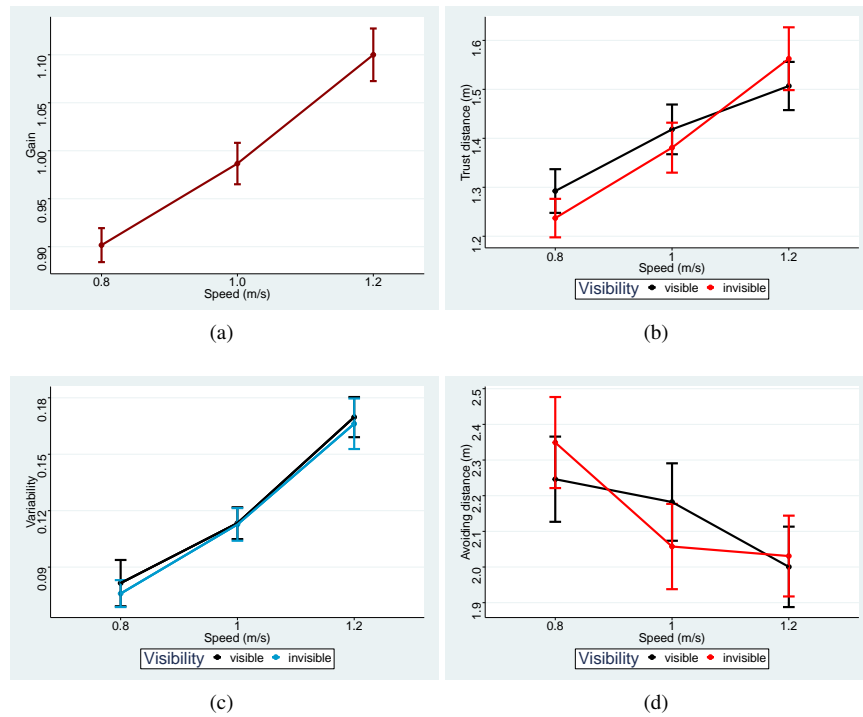 1.10
1.05
1.00
0.95
0.90
Gain
0.8 1.0 1.2
Speed (m/s)
(a)
1.6
1.5
1.4
1.3
1.2
Trust distance (m)
0.8 1 1.2
Speed (m/s)
Visibility visible invisible
(b)
0.18
0.15
0.12
0.09
Variability
0.8 1 1.2
Speed (m/s)
Visibility visible invisible
(c)
2.5
2.4
2.3
2.2
2.1
2.0
1.9
Avoiding distance (m)
0.8 1 1.2
Speed (m/s)
Visibility visible invisible
(d)